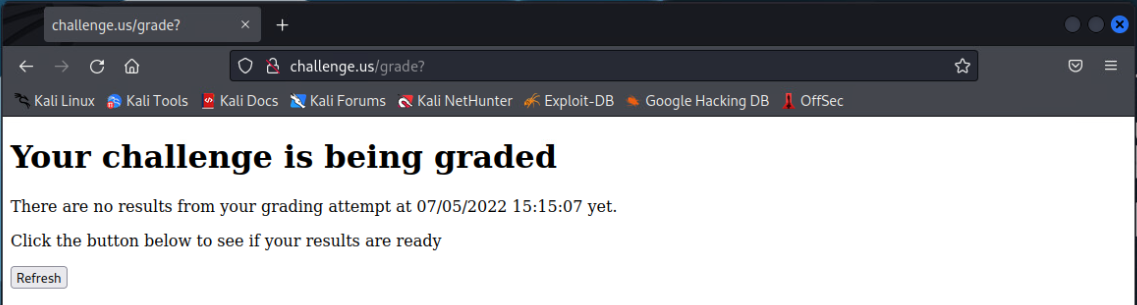 challenge.us/grade?
challenge.us/grade?
Kali Linux Kali Tools Kali Docs Kali Forums Kali NetHunter Exploit-DB Google Hacking DB OffSec
Your challenge is being graded
There are no results from your grading attempt at 07/05/2022 15:15:07 yet.
Click the button below to see if your results are ready
Refresh